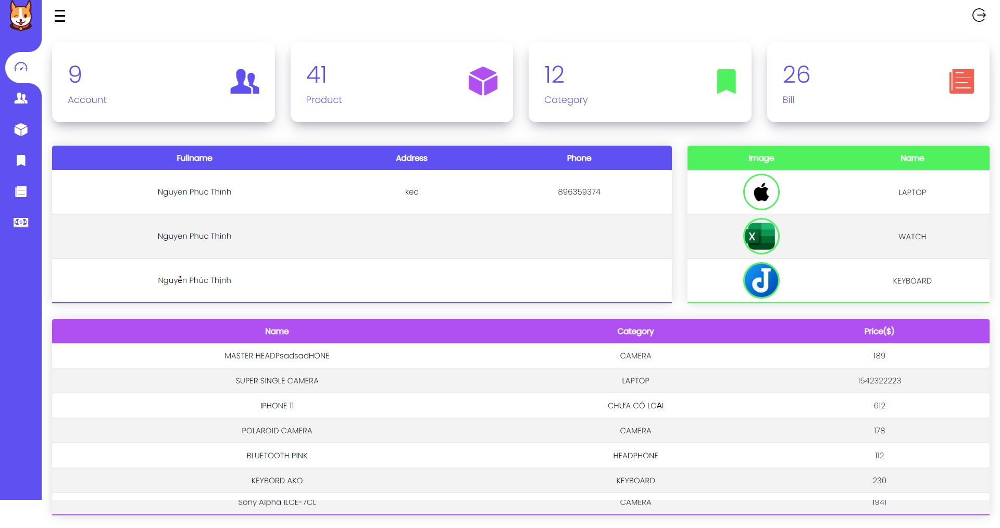 9
Account
41
Product
12
Category
26
Bill
Fullname Address Phone
Nguyen Phuc Thinh kec 896359374
Nguyen Phuc Thinh
Nguyễn Phúc Thịnh
Image Name
LAPTOP
X WATCH
J KEYBOARD
Name Category Price($)
MASTER HEADPsadsadHONE CAMERA 189
SUPER SINGLE CAMERA LAPTOP 1542322223
IPHONE 11 CHƯA CÓ LOẠI 612
POLAROID CAMERA CAMERA 178
BLUETOOTH PINK HEADPHONE 112
KEYBORD AKO KEYBOARD 230
Sony Alpha ILCE-7CL CAMERA 1941